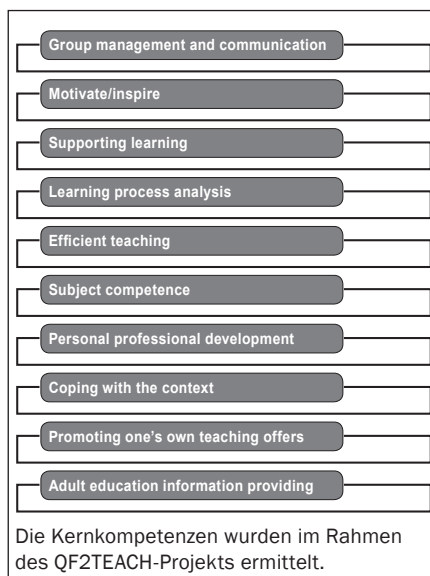 Group management and communication
Motivate/inspire
Supporting learning
Learning process analysis
Efficient teaching
Subject competence
Personal professional development
Coping with the context
Promoting one's own teaching offers
Adult education information providing
Die Kernkompetenzen wurden im Rahmen
des QF2TEACH-Projekts ermittelt.